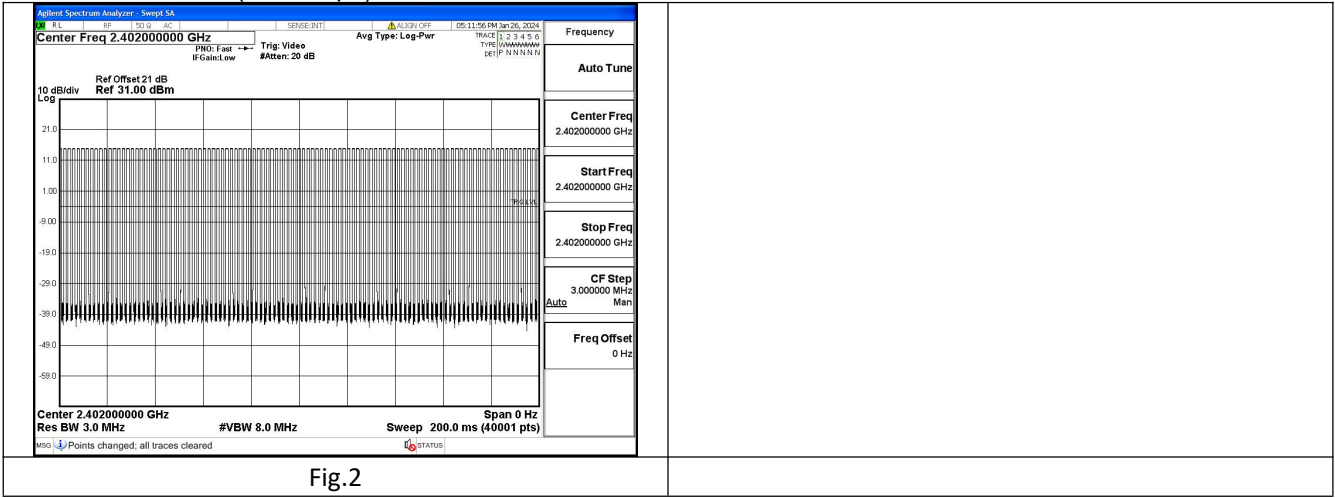 Agilent Spectrum Analyzer - Swept SA
RL RF 50 Ω AC SENSE:INT ALIGN OFF 05:11:56 PM Jan 26, 2024
Center Freq 2.402000000 GHz
PNO: Fast
IFGain:Low
Trig: Video
#Atten: 20 dB
Avg Type: Log-Pwr
TRACE 1 2 3 4 5 6
TYPE WWWWWW
DET P N N N N N
Ref Offset 21 dB
10 dB/div Ref 31.00 dBm
Log
21.0
11.0
1.00
TRIG LVL
-9.00
-19.0
-29.0
-39.0
-49.0
-59.0
Center 2.402000000 GHz Span 0 Hz
Res BW 3.0 MHz #VBW 8.0 MHz Sweep 200.0 ms (40001 pts)
MSG Points changed; all traces cleared STATUS
Frequency
Auto Tune
Center Freq
2.402000000 GHz
Start Freq
2.402000000 GHz
Stop Freq
2.402000000 GHz
CF Step
3.000000 MHz
Auto Man
Freq Offset
0 Hz
Fig.2